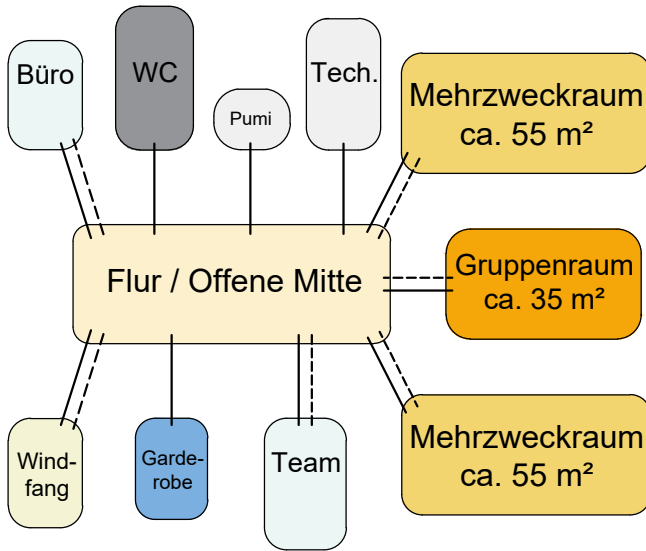 Büro
WC
Pumi
Tech.
Mehrzweckraum
ca. 55 m²
Flur / Offene Mitte
Gruppenraum
ca. 35 m²
Wind-
fang
Garde-
robe
Team
Mehrzweckraum
ca. 55 m²